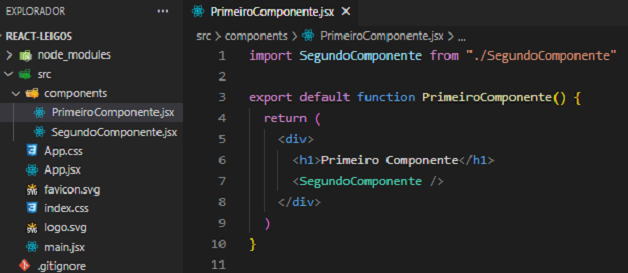 EXPLORADOR ...
REACT-LEIGOS
node_modules
src
components
PrimeiroComponente.jsx
SegundoComponente.jsx
App.css
App.jsx
favicon.svg
index.css
logo.svg
main.jsx
.gitignore
PrimeiroComponente.jsx ×
src > components > PrimeiroComponente.jsx > ...
1 import SegundoComponente from "./SegundoComponente"
2
3 export default function PrimeiroComponente() {
4 return (
5 <div>
6 <h1>Primeiro Componente</h1>
7 <SegundoComponente />
8 </div>
9 )
10 }
11